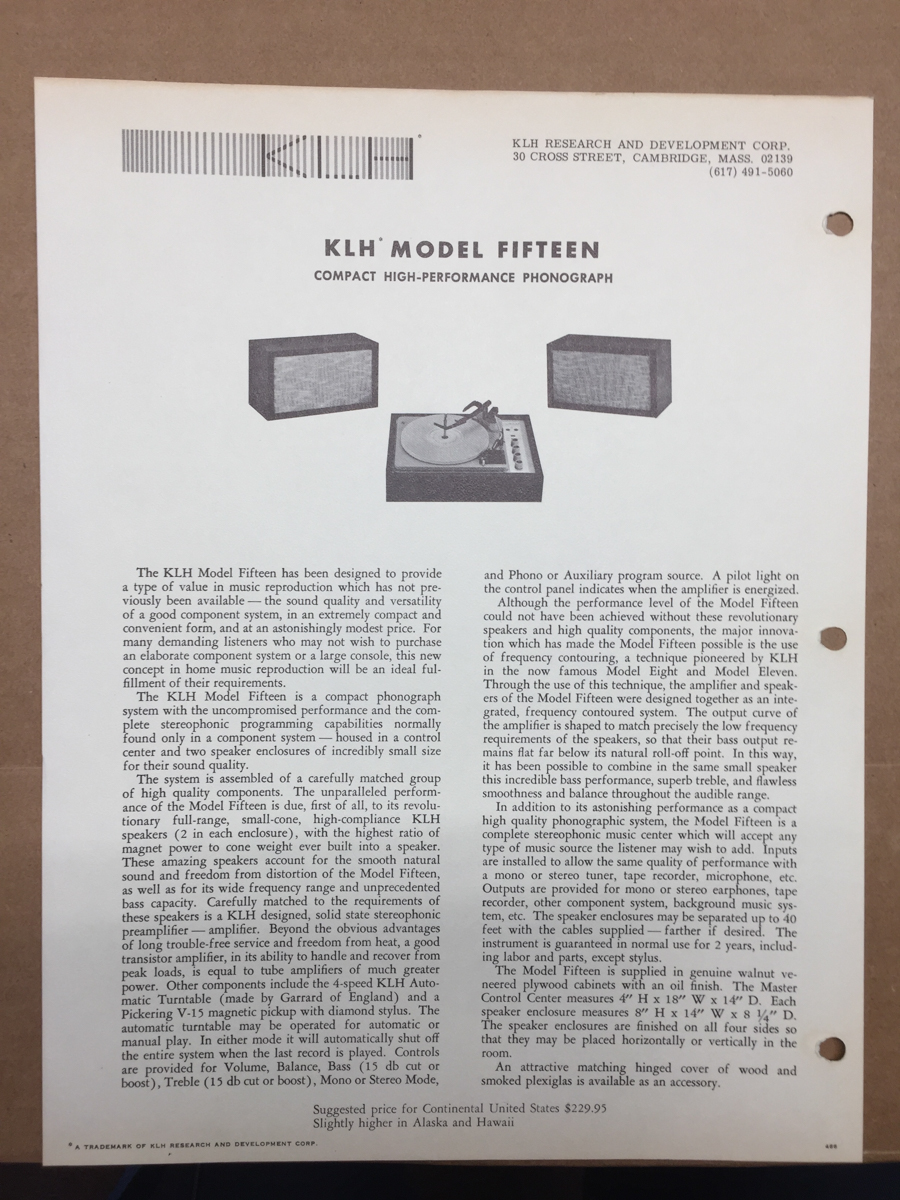 KLH®
KLH RESEARCH AND DEVELOPMENT CORP.
30 CROSS STREET, CAMBRIDGE, MASS. 02139
(617) 491-5060
KLH® MODEL FIFTEEN
COMPACT HIGH-PERFORMANCE PHONOGRAPH
The KLH Model Fifteen has been designed to provide
a type of value in music reproduction which has not pre-
viously been available — the sound quality and versatility
of a good component system, in an extremely compact and
convenient form, and at an astonishingly modest price. For
many demanding listeners who may not wish to purchase
an elaborate component system or a large console, this new
concept in home music reproduction will be an ideal ful-
fillment of their requirements.
The KLH Model Fifteen is a compact phonograph
system with the uncompromised performance and the com-
plete stereophonic programming capabilities normally
found only in a component system — housed in a control
center and two speaker enclosures of incredibly small size
for their sound quality.
The system is assembled of a carefully matched group
of high quality components. The unparalleled perform-
ance of the Model Fifteen is due, first of all, to its revolu-
tionary full-range, small-cone, high-compliance KLH
speakers (2 in each enclosure), with the highest ratio of
magnet power to cone weight ever built into a speaker.
These amazing speakers account for the smooth natural
sound and freedom from distortion of the Model Fifteen,
as well as for its wide frequency range and unprecedented
bass capacity. Carefully matched to the requirements of
these speakers is a KLH designed, solid state stereophonic
preamplifier — amplifier. Beyond the obvious advantages
of long trouble-free service and freedom from heat, a good
transistor amplifier, in its ability to handle and recover from
peak loads, is equal to tube amplifiers of much greater
power. Other components include the 4-speed KLH Auto-
matic Turntable (made by Garrard of England) and a
Pickering V-15 magnetic pickup with diamond stylus. The
automatic turntable may be operated for automatic or
manual play. In either mode it will automatically shut off
the entire system when the last record is played. Controls
are provided for Volume, Balance, Bass (15 db cut or
boost), Treble (15 db cut or boost), Mono or Stereo Mode,
and Phono or Auxiliary program source. A pilot light on
the control panel indicates when the amplifier is energized.
Although the performance level of the Model Fifteen
could not have been achieved without these revolutionary
speakers and high quality components, the major innova-
tion which has made the Model Fifteen possible is the use
of frequency contouring, a technique pioneered by KLH
in the now famous Model Eight and Model Eleven.
Through the use of this technique, the amplifier and speak-
ers of the Model Fifteen were designed together as an inte-
grated, frequency contoured system. The output curve of
the amplifier is shaped to match precisely the low frequency
requirements of the speakers, so that their bass output re-
mains flat far below its natural roll-off point. In this way,
it has been possible to combine in the same small speaker
this incredible bass performance, superb treble, and flawless
smoothness and balance throughout the audible range.
In addition to its astonishing performance as a compact
high quality phonographic system, the Model Fifteen is a
complete stereophonic music center which will accept any
type of music source the listener may wish to add. Inputs
are installed to allow the same quality of performance with
a mono or stereo tuner, tape recorder, microphone, etc.
Outputs are provided for mono or stereo earphones, tape
recorder, other component system, background music sys-
tem, etc. The speaker enclosures may be separated up to 40
feet with the cables supplied — farther if desired. The
instrument is guaranteed in normal use for 2 years, includ-
ing labor and parts, except stylus.
The Model Fifteen is supplied in genuine walnut ve-
neered plywood cabinets with an oil finish. The Master
Control Center measures 4″ H x 18″ W x 14″ D. Each
speaker enclosure measures 8″ H x 14″ W x 8 ¼″ D.
The speaker enclosures are finished on all four sides so
that they may be placed horizontally or vertically in the
room.
An attractive matching hinged cover of wood and
smoked plexiglas is available as an accessory.
Suggested price for Continental United States $229.95
Slightly higher in Alaska and Hawaii
® A TRADEMARK OF KLH RESEARCH AND DEVELOPMENT CORP.